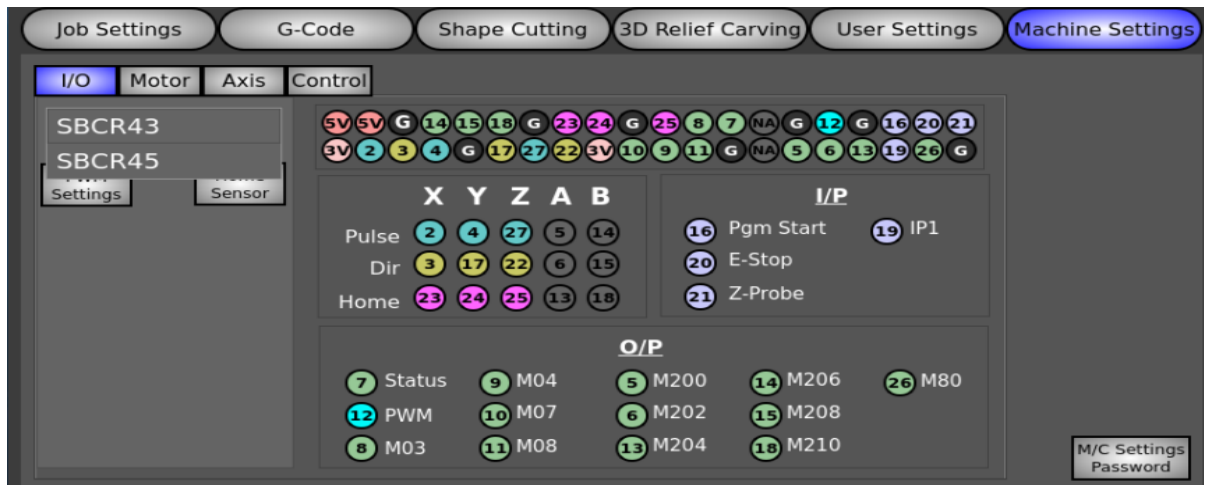 Job Settings G-Code Shape Cutting 3D Relief Carving User Settings Machine Settings
I/O Motor Axis Control
SBCR43
SBCR45
Settings
Sensor
5V 5V G 14 15 18 G 23 24 G 25 8 7 NA G 12 G 16 20 21
3V 2 3 4 G 17 27 22 3V 10 9 11 G NA 5 6 13 19 26 G
X Y Z A B
Pulse 2 4 27 5 14
Dir 3 17 22 6 15
Home 23 24 25 13 18
I/P
16 Pgm Start 19 IP1
20 E-Stop
21 Z-Probe
O/P
7 Status 9 M04 5 M200 14 M206 26 M80
12 PWM 10 M07 6 M202 15 M208
8 M03 11 M08 13 M204 18 M210
M/C Settings
Password